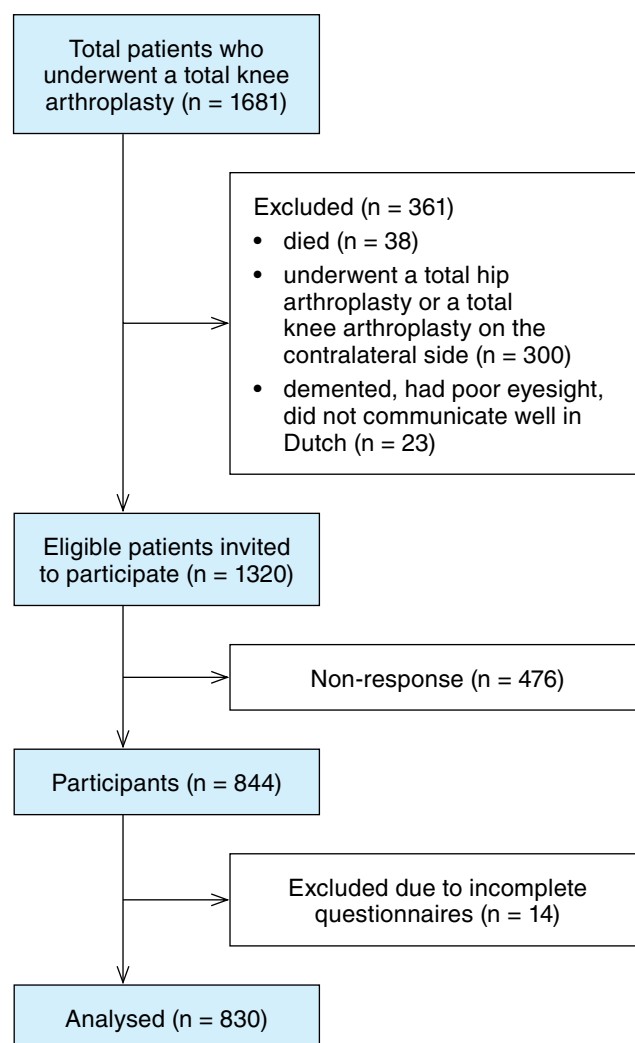 Total patients who
underwent a total knee
arthroplasty (n = 1681)
Excluded (n = 361)
• died (n = 38)
• underwent a total hip
arthroplasty or a total
knee arthroplasty on the
contralateral side (n = 300)
• demented, had poor eyesight,
did not communicate well in
Dutch (n = 23)
Eligible patients invited
to participate (n = 1320)
Non-response (n = 476)
Participants (n = 844)
Excluded due to incomplete
questionnaires (n = 14)
Analysed (n = 830)